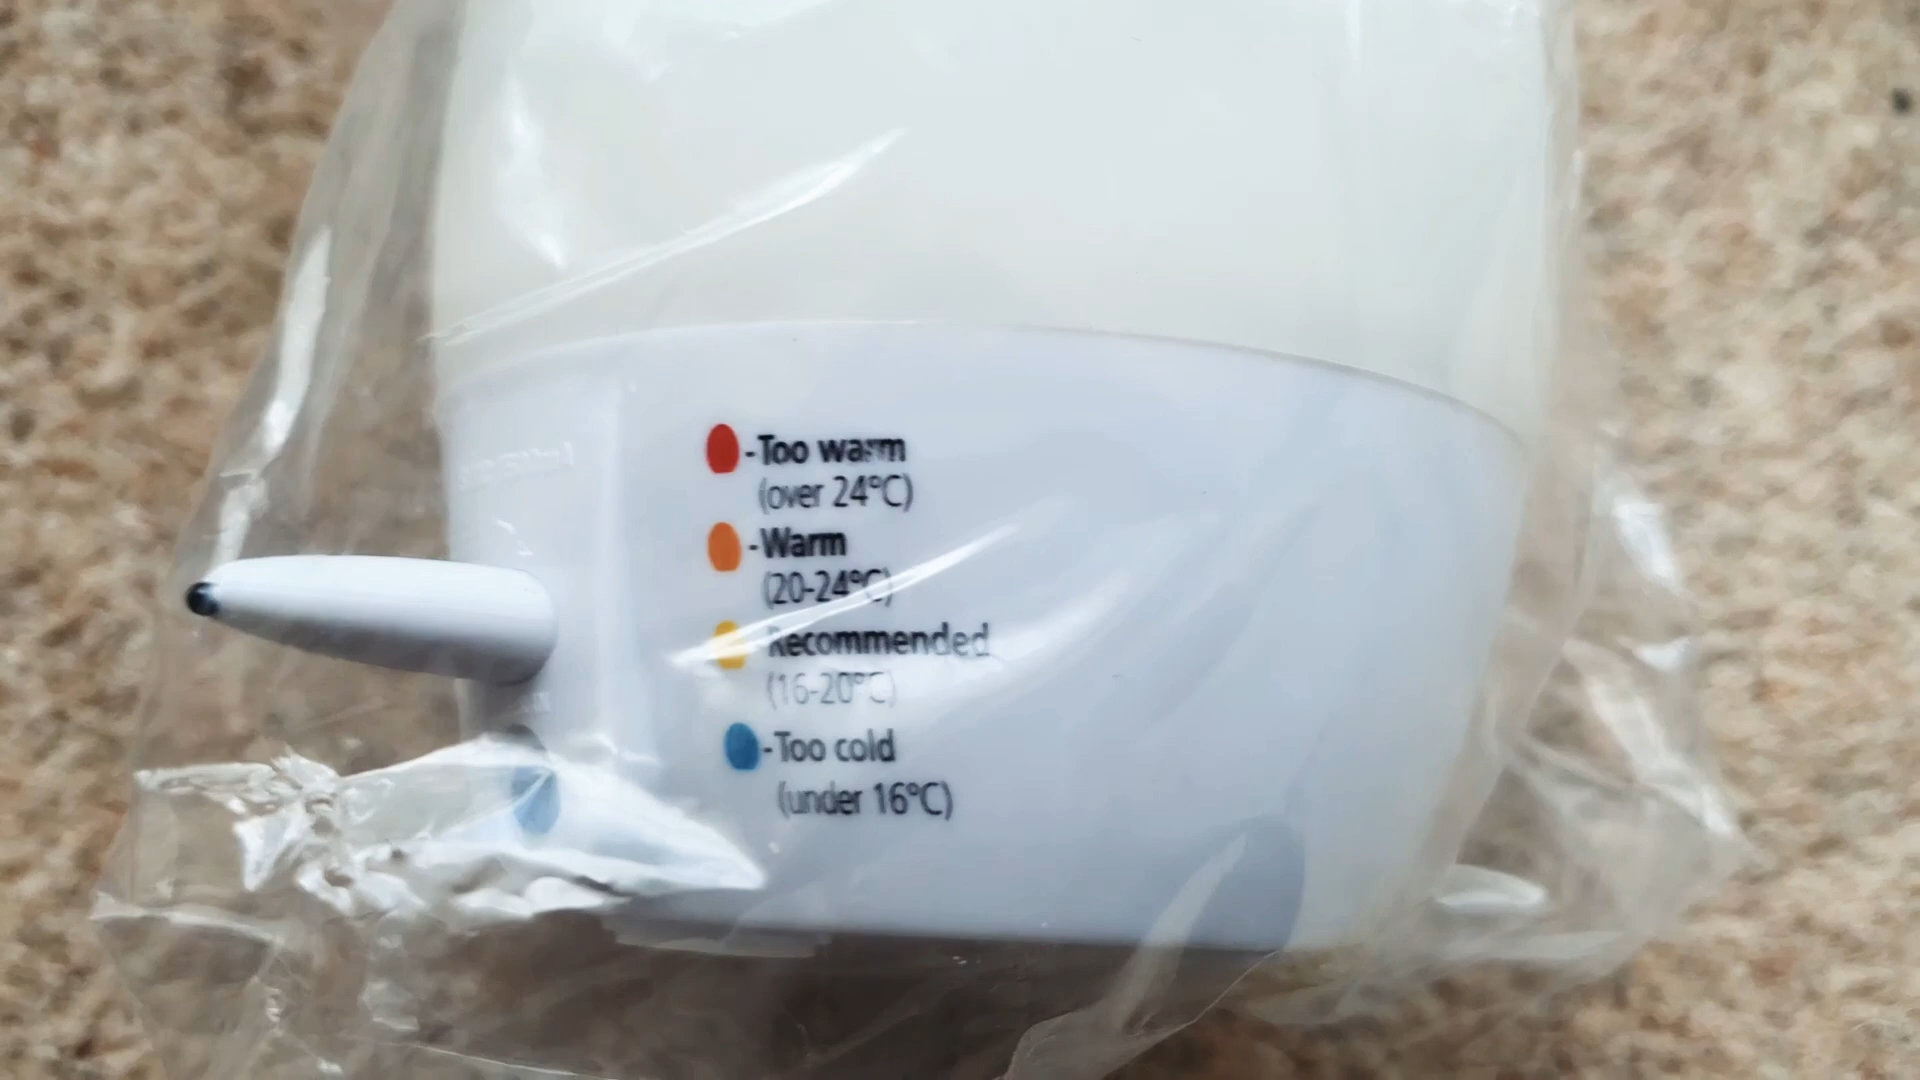 -Too warm
(over 24°C)
-Warm
(20-24°C)
Recommended
(16-20°C)
-Too cold
(under 16°C)